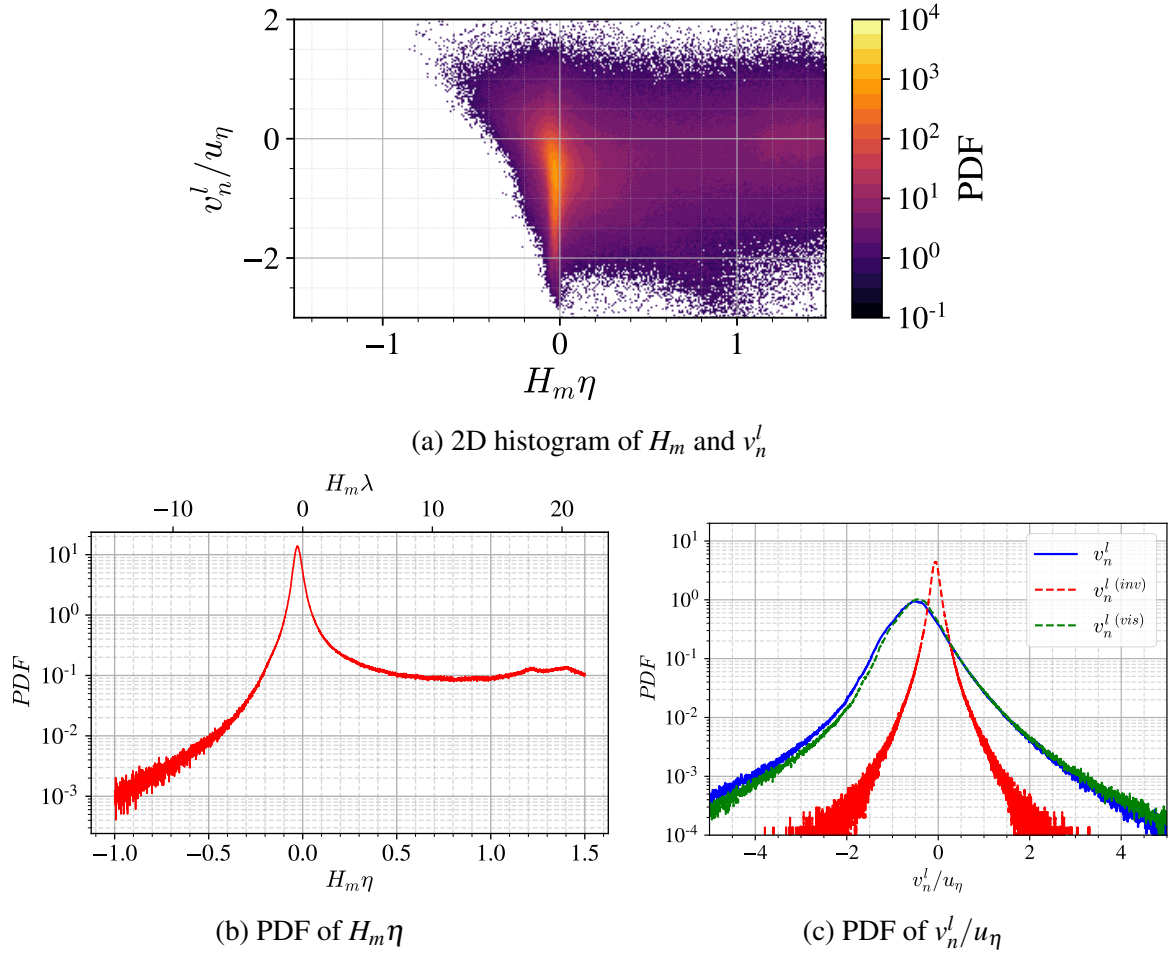 2
0
−2
v_n^l/u_η
−1
0
1
H_m η
10^4
10^3
10^2
10^1
10^0
10^-1
PDF
(a) 2D histogram of H_m and v_n^l
H_m λ
−10
0
10
20
10^1
10^0
10^-1
10^-2
10^-3
PDF
−1.0
−0.5
0.0
0.5
1.0
1.5
H_m η
(b) PDF of H_m η
10^1
10^0
10^-1
10^-2
10^-3
10^-4
PDF
v_n^l
v_n^l (inv)
v_n^l (vis)
−4
−2
0
2
4
v_n^l/u_η
(c) PDF of v_n^l/u_η